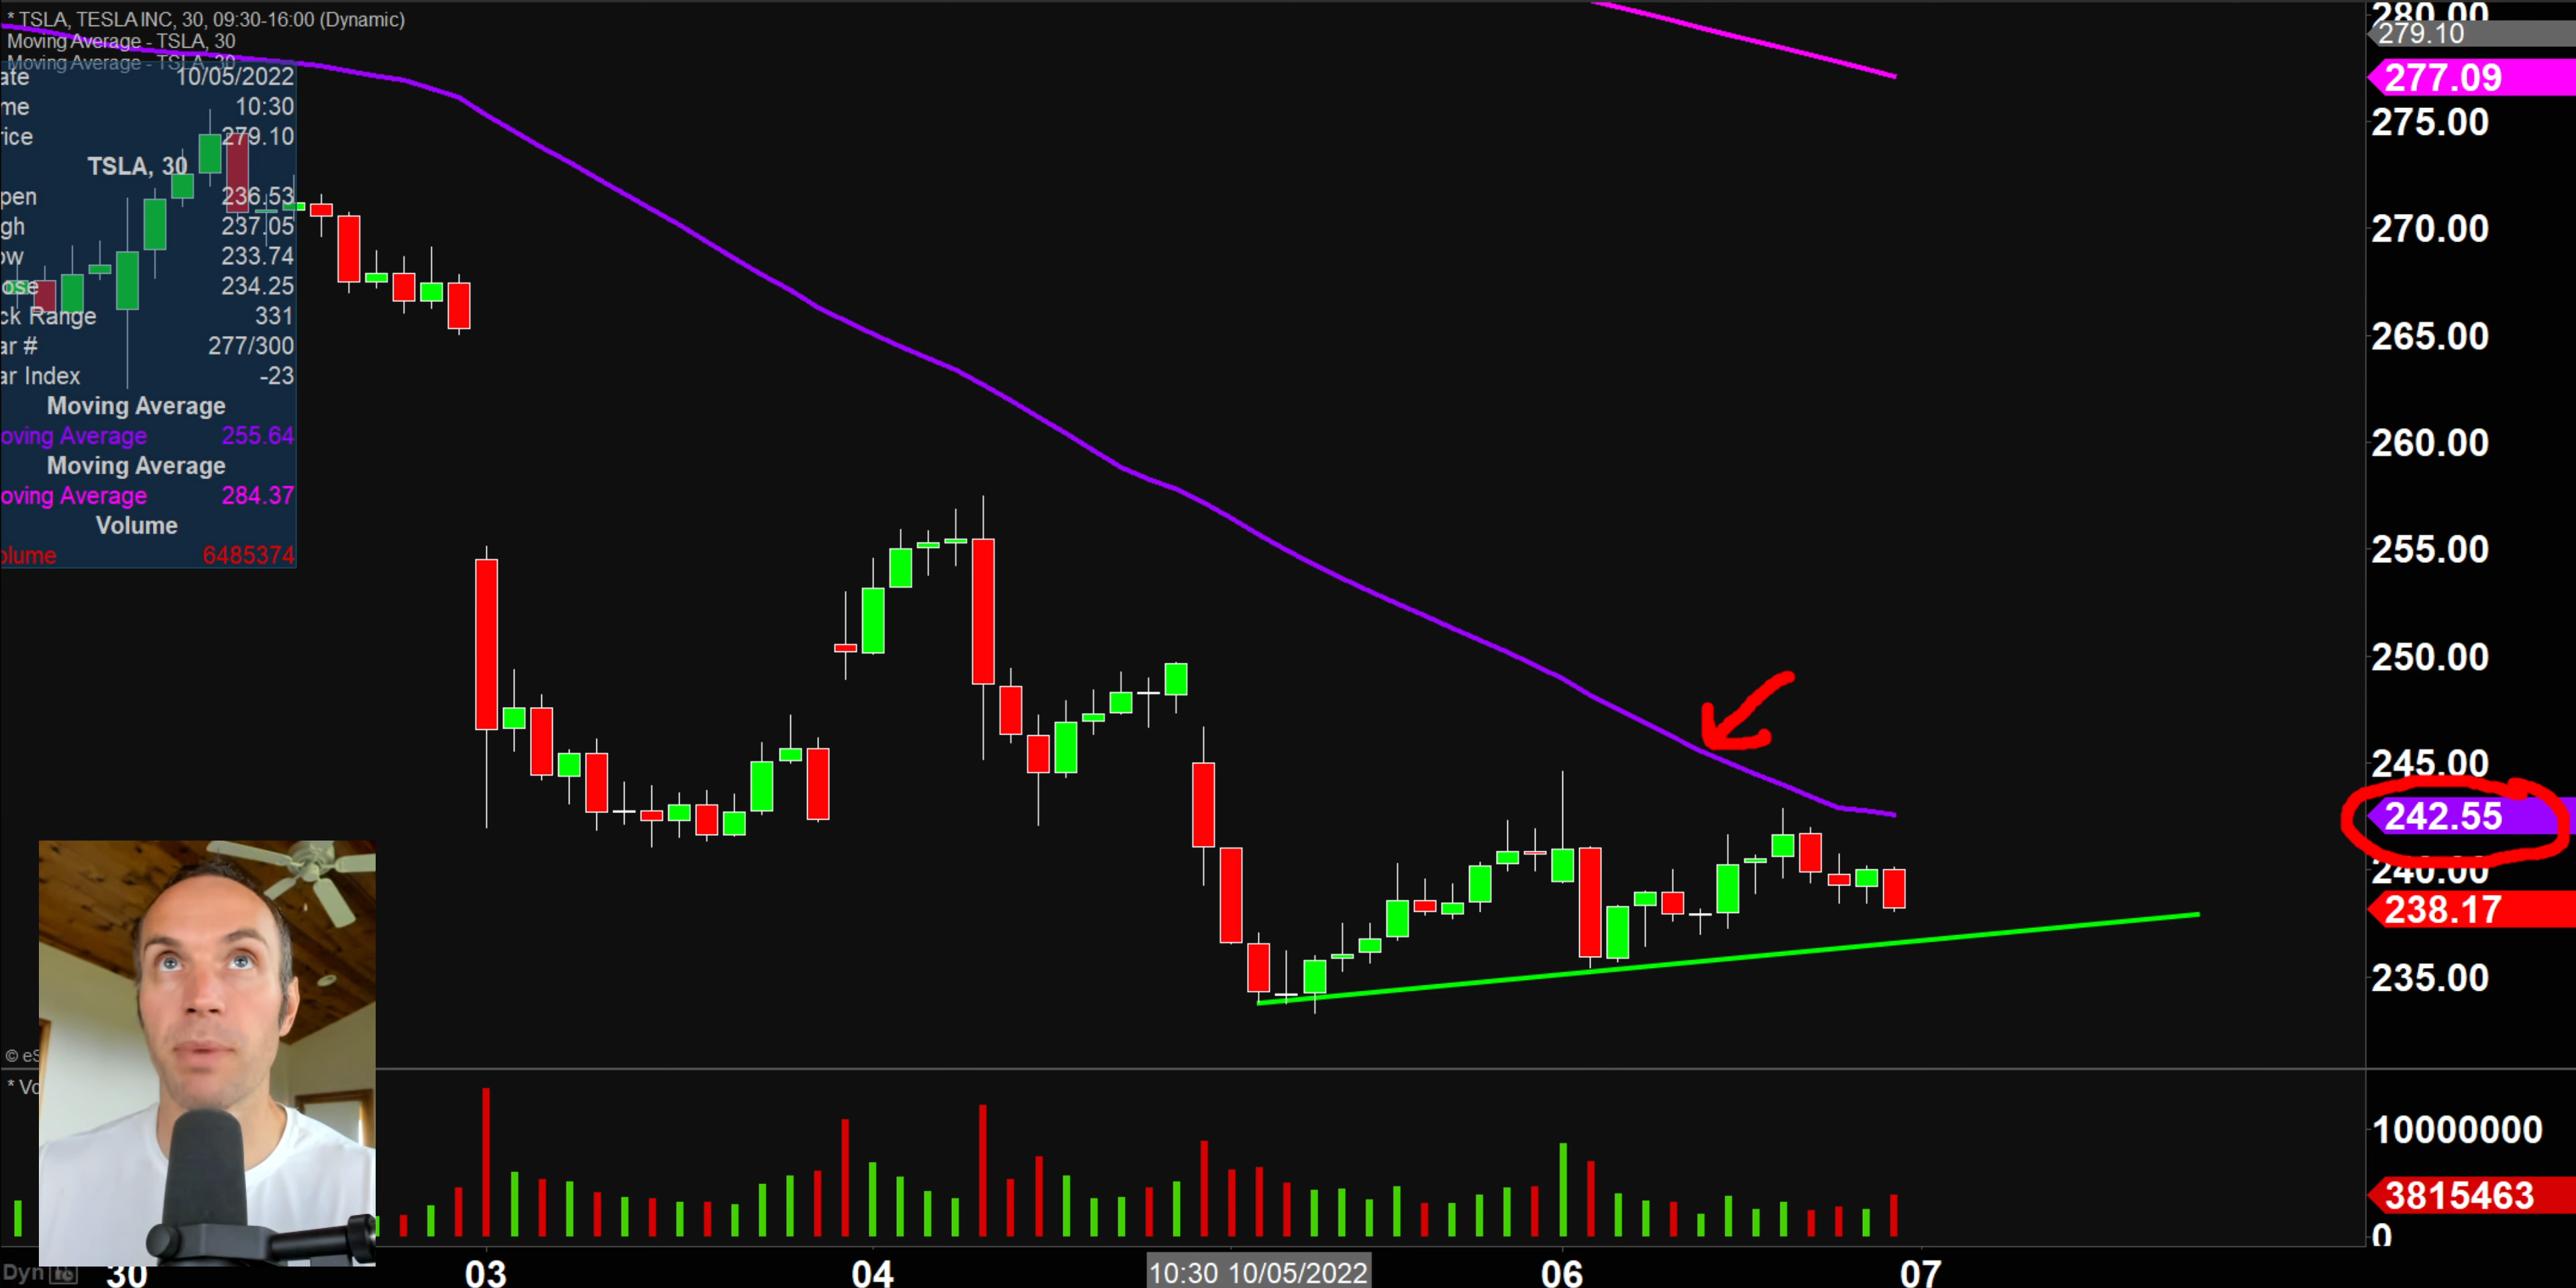 * TSLA, TESLA INC, 30, 09:30-16:00 (Dynamic)
Moving Average - TSLA, 30
Moving Average - TSLA, 30
ate 10/05/2022
me 10:30
rice 279.10
TSLA, 30
pen 236.53
gh 237.05
ow 233.74
ose 234.25
ck Range 331
ar # 277/300
ar Index -23
Moving Average
oving Average 255.64
Moving Average
oving Average 284.37
Volume
olume 6485374
280.00
279.10
277.09
275.00
270.00
265.00
260.00
255.00
250.00
245.00
242.55
240.00
238.17
235.00
© eS
* Vo
10000000
3815463
0
Dyn 30 03 04 10:30 10/05/2022 06 07